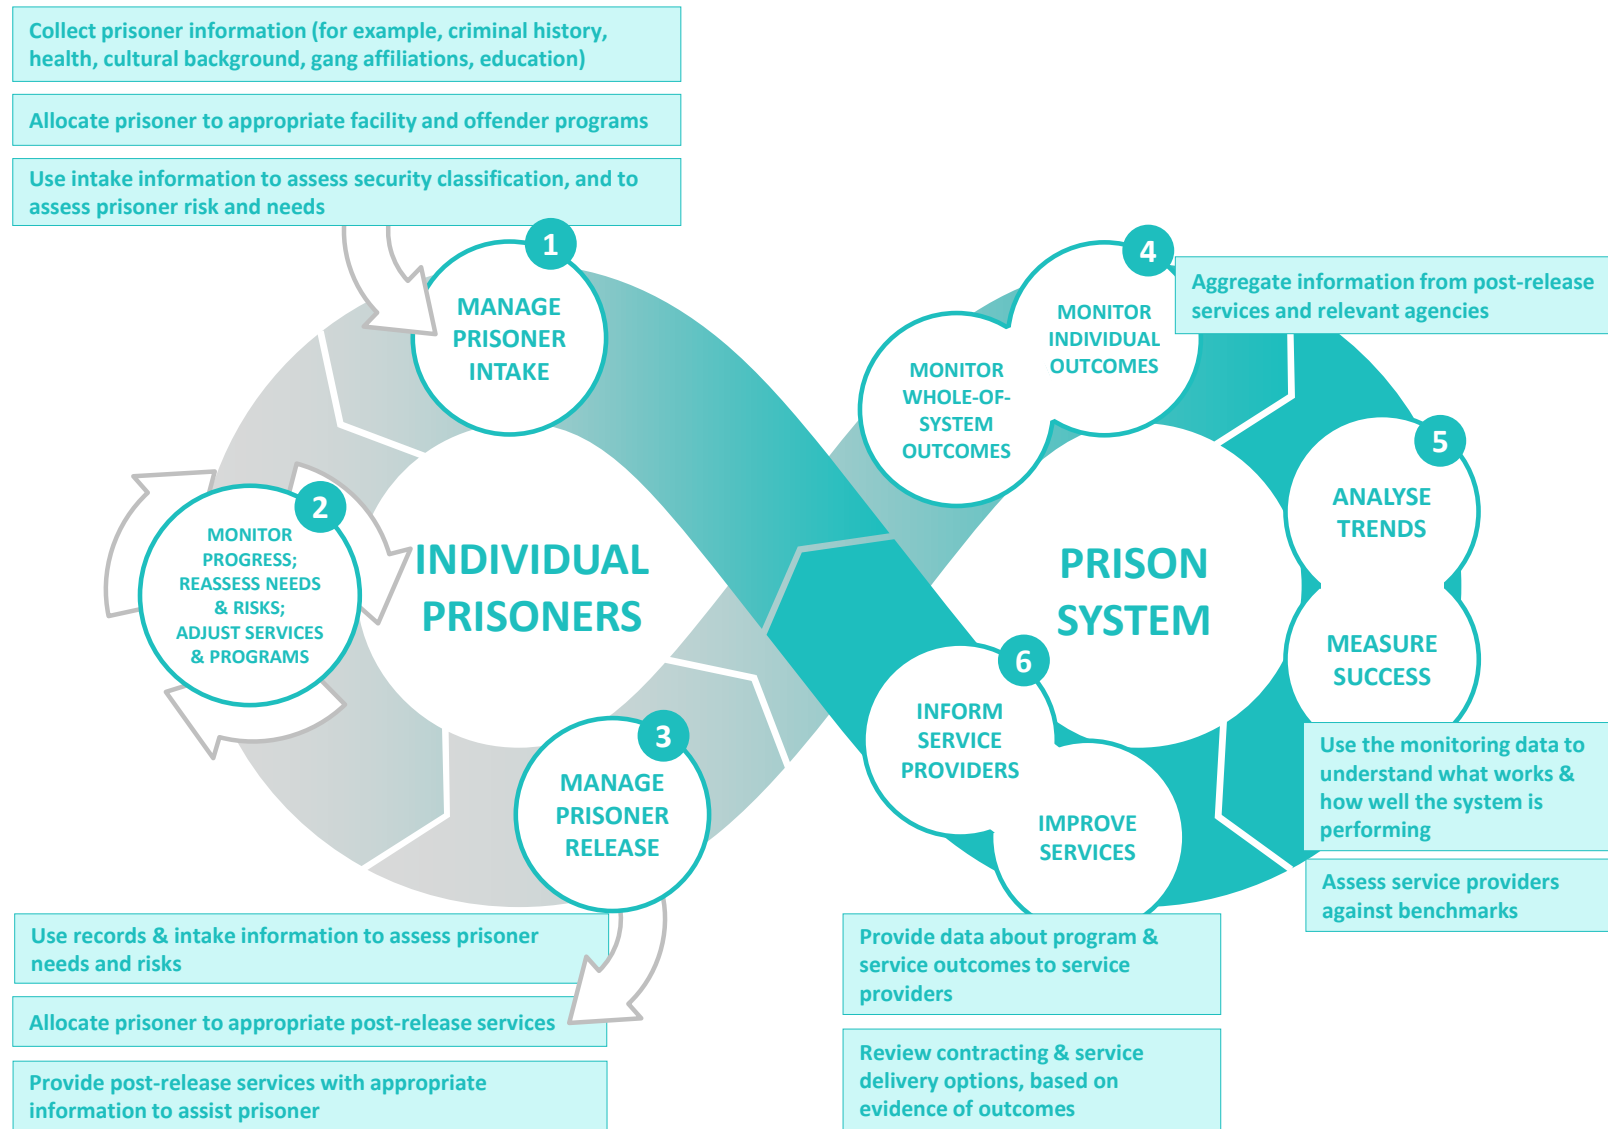 Collect prisoner information (for example, criminal history,
health, cultural background, gang affiliations, education)
Allocate prisoner to appropriate facility and offender programs
Use intake information to assess security classification, and to
assess prisoner risk and needs
1
MANAGE
PRISONER
INTAKE
2
MONITOR
PROGRESS;
REASSESS NEEDS
& RISKS;
ADJUST SERVICES
& PROGRAMS
INDIVIDUAL
PRISONERS
3
MANAGE
PRISONER
RELEASE
Use records & intake information to assess prisoner
needs and risks
Allocate prisoner to appropriate post-release services
Provide post-release services with appropriate
information to assist prisoner
4
MONITOR
INDIVIDUAL
OUTCOMES
MONITOR
WHOLE-OF-
SYSTEM
OUTCOMES
Aggregate information from post-release
services and relevant agencies
PRISON
SYSTEM
5
ANALYSE
TRENDS
MEASURE
SUCCESS
Use the monitoring data to
understand what works &
how well the system is
performing
Assess service providers
against benchmarks
6
INFORM
SERVICE
PROVIDERS
IMPROVE
SERVICES
Provide data about program &
service outcomes to service
providers
Review contracting & service
delivery options, based on
evidence of outcomes